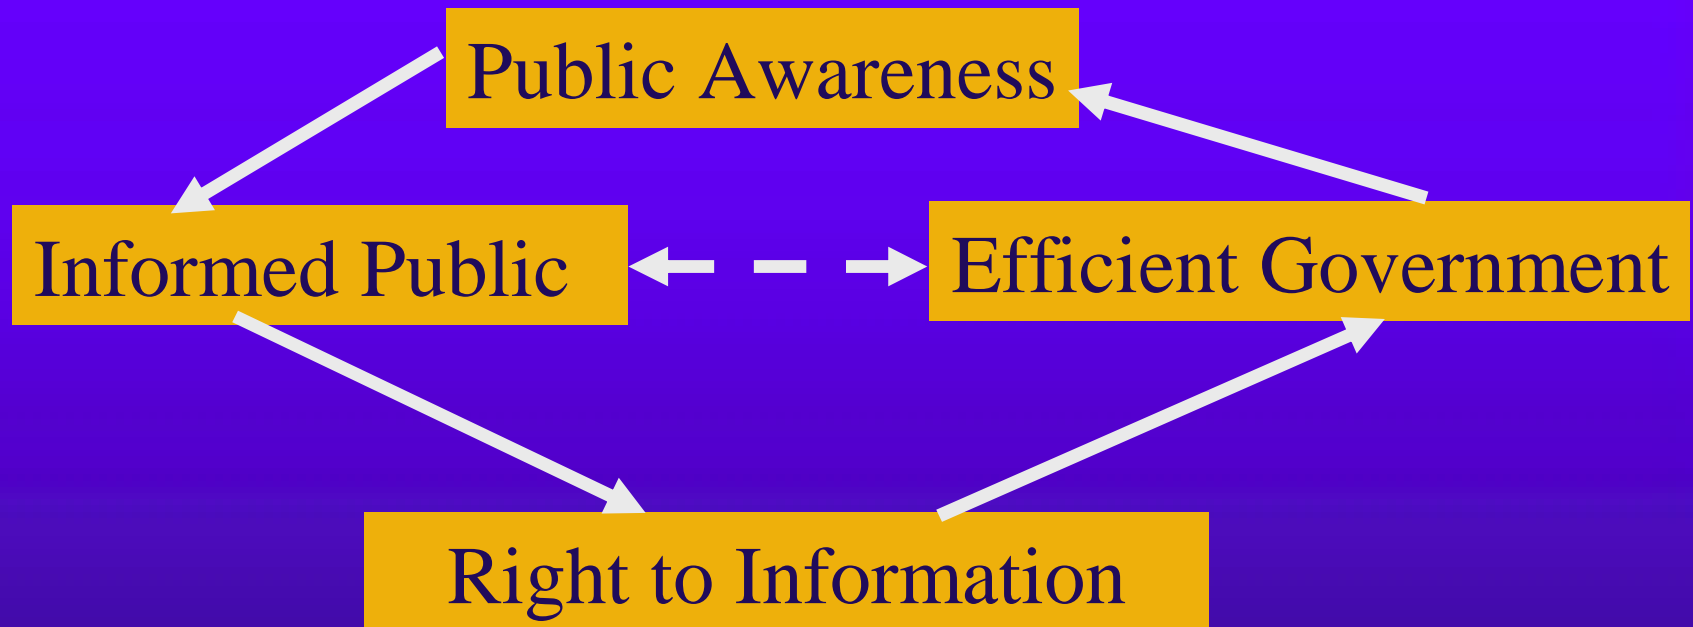 Public Awareness
Informed Public
Efficient Government
Right to Information